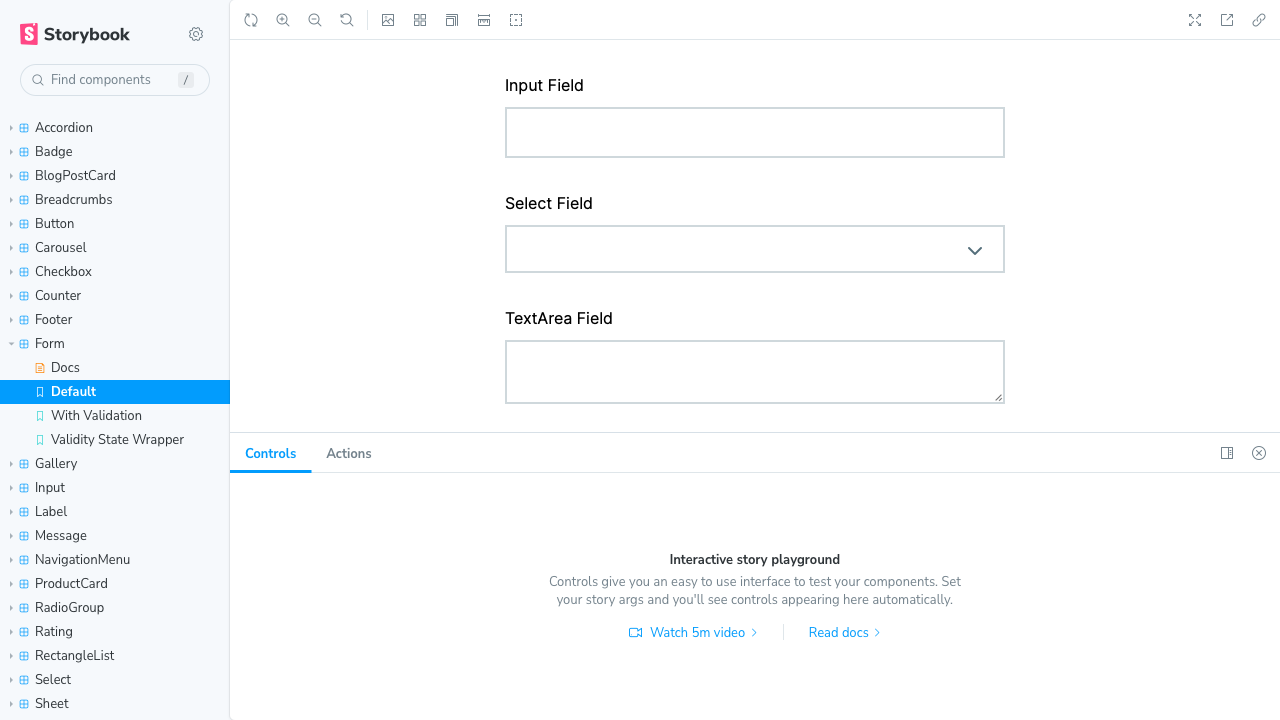 Storybook
Find components
/
Accordion
Badge
BlogPostCard
Breadcrumbs
Button
Carousel
Checkbox
Counter
Footer
Form
Docs
Default
With Validation
Validity State Wrapper
Gallery
Input
Label
Message
NavigationMenu
ProductCard
RadioGroup
Rating
RectangleList
Select
Sheet
Input Field
Select Field
TextArea Field
Controls
Actions
Interactive story playground
Controls give you an easy to use interface to test your components. Set
your story args and you'll see controls appearing here automatically.
Watch 5m video
Read docs